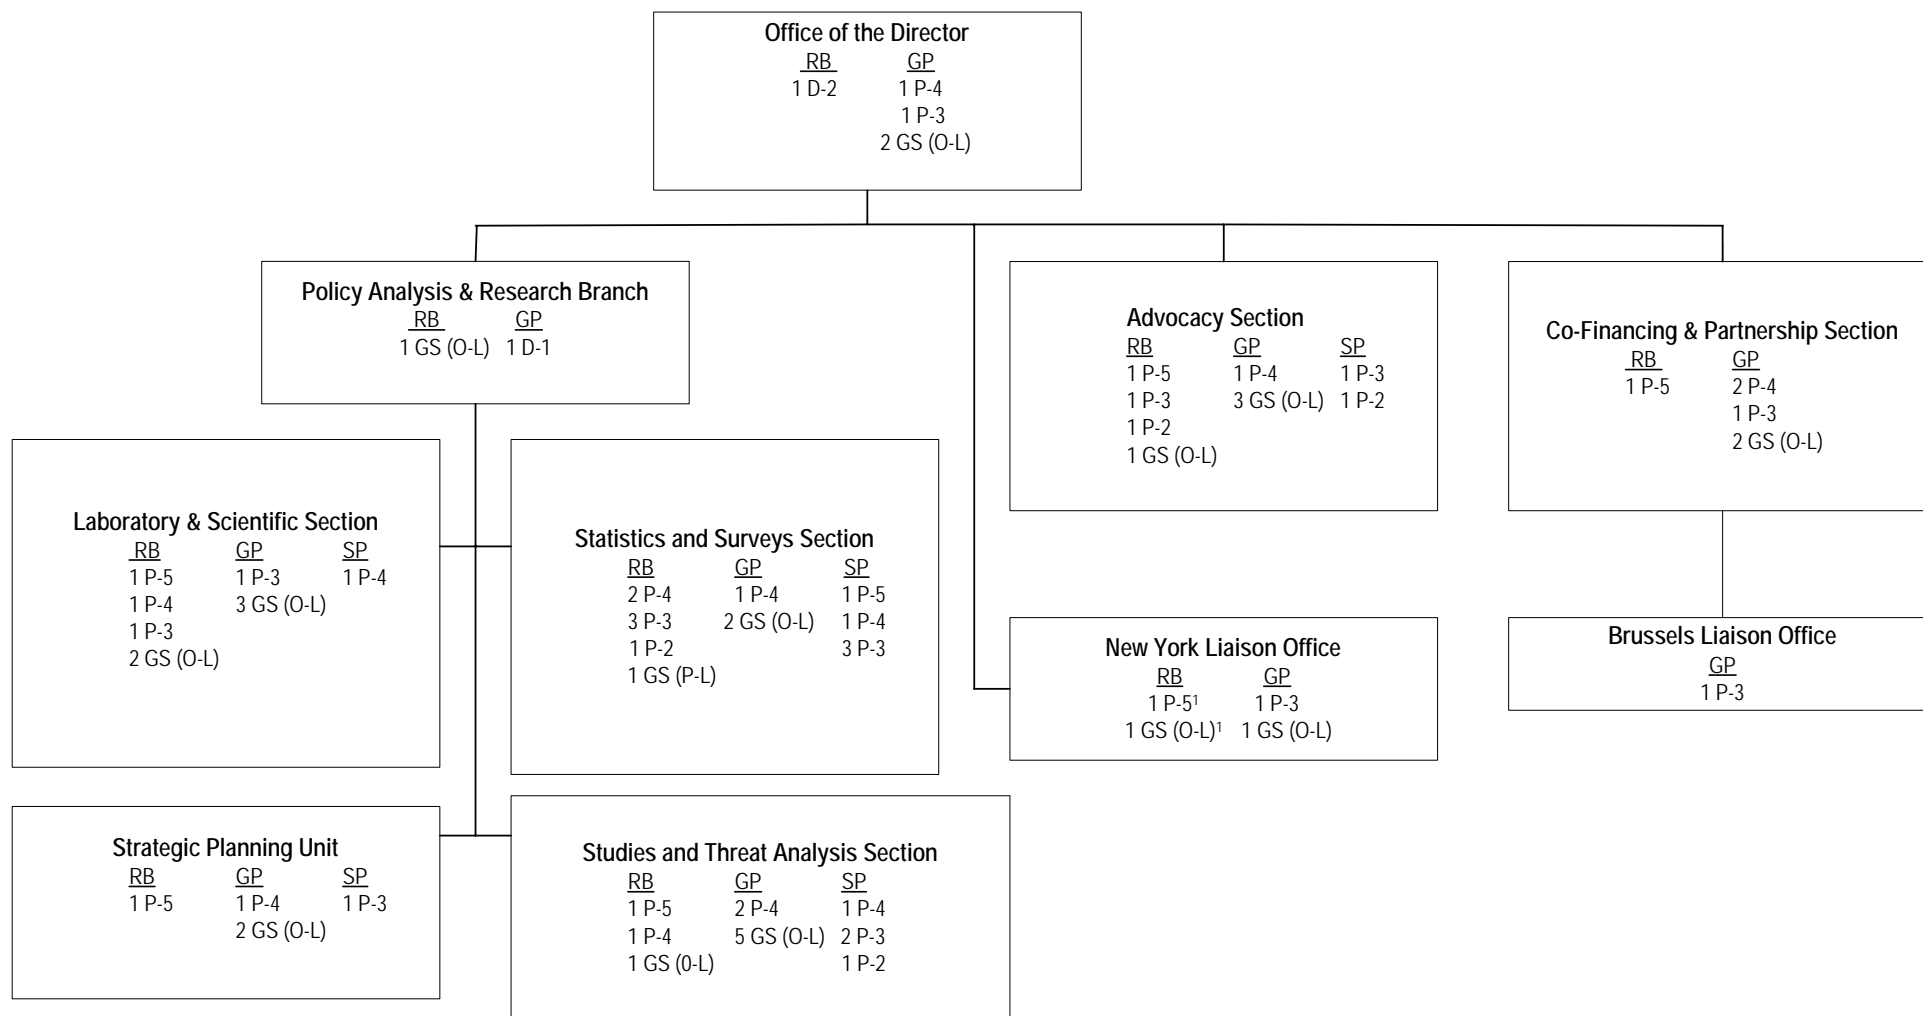 Office of the Director
RB GP
1 D-2 1 P-4
1 P-3
2 GS (O-L)
Policy Analysis & Research Branch
RB GP
1 GS (O-L) 1 D-1
Advocacy Section
RB GP SP
1 P-5 1 P-4 1 P-3
1 P-3 3 GS (O-L) 1 P-2
1 P-2
1 GS (O-L)
Co-Financing & Partnership Section
RB GP
1 P-5 2 P-4
1 P-3
2 GS (O-L)
Laboratory & Scientific Section
RB GP SP
1 P-5 1 P-3 1 P-4
1 P-4 3 GS (O-L)
1 P-3
2 GS (O-L)
Statistics and Surveys Section
RB GP SP
2 P-4 1 P-4 1 P-5
3 P-3 2 GS (O-L) 1 P-4
1 P-2 3 P-3
1 GS (P-L)
New York Liaison Office
RB GP
1 P-5¹ 1 P-3
1 GS (O-L)¹ 1 GS (O-L)
Brussels Liaison Office
GP
1 P-3
Strategic Planning Unit
RB GP SP
1 P-5 1 P-4 1 P-3
2 GS (O-L)
Studies and Threat Analysis Section
RB GP SP
1 P-5 2 P-4 1 P-4
1 P-4 5 GS (O-L) 2 P-3
1 GS (0-L) 1 P-2